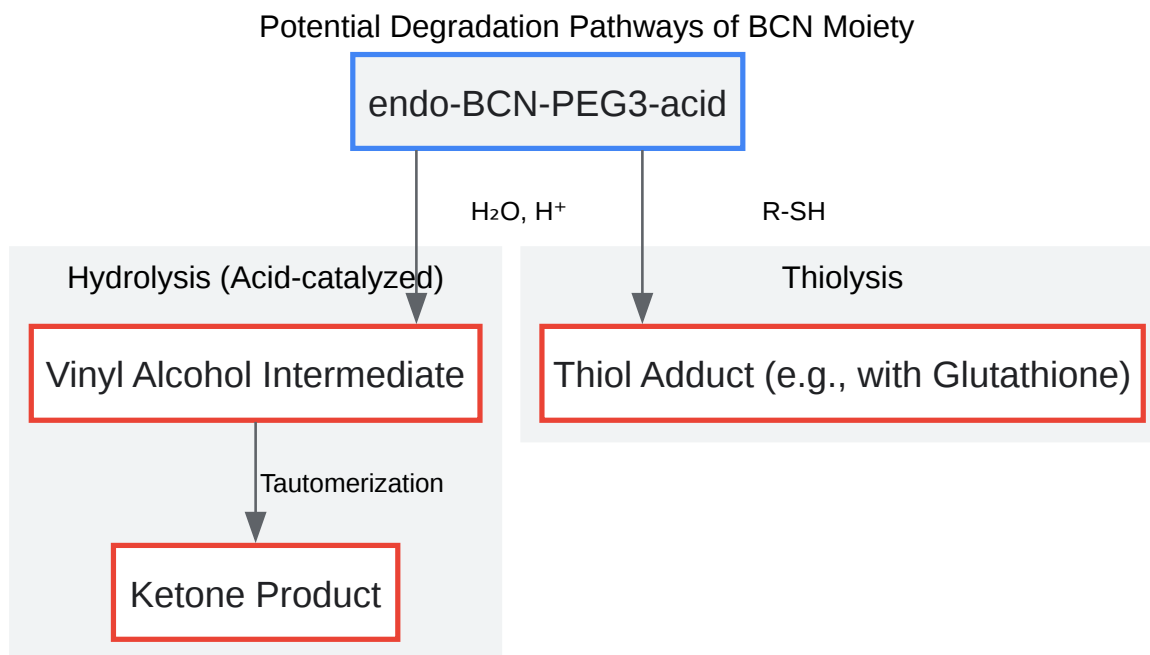 Potential Degradation Pathways of BCN Moiety
endo-BCN-PEG3-acid
H₂O, H⁺
R-SH
Hydrolysis (Acid-catalyzed)
Thiolysis
Vinyl Alcohol Intermediate
Thiol Adduct (e.g., with Glutathione)
Tautomerization
Ketone Product